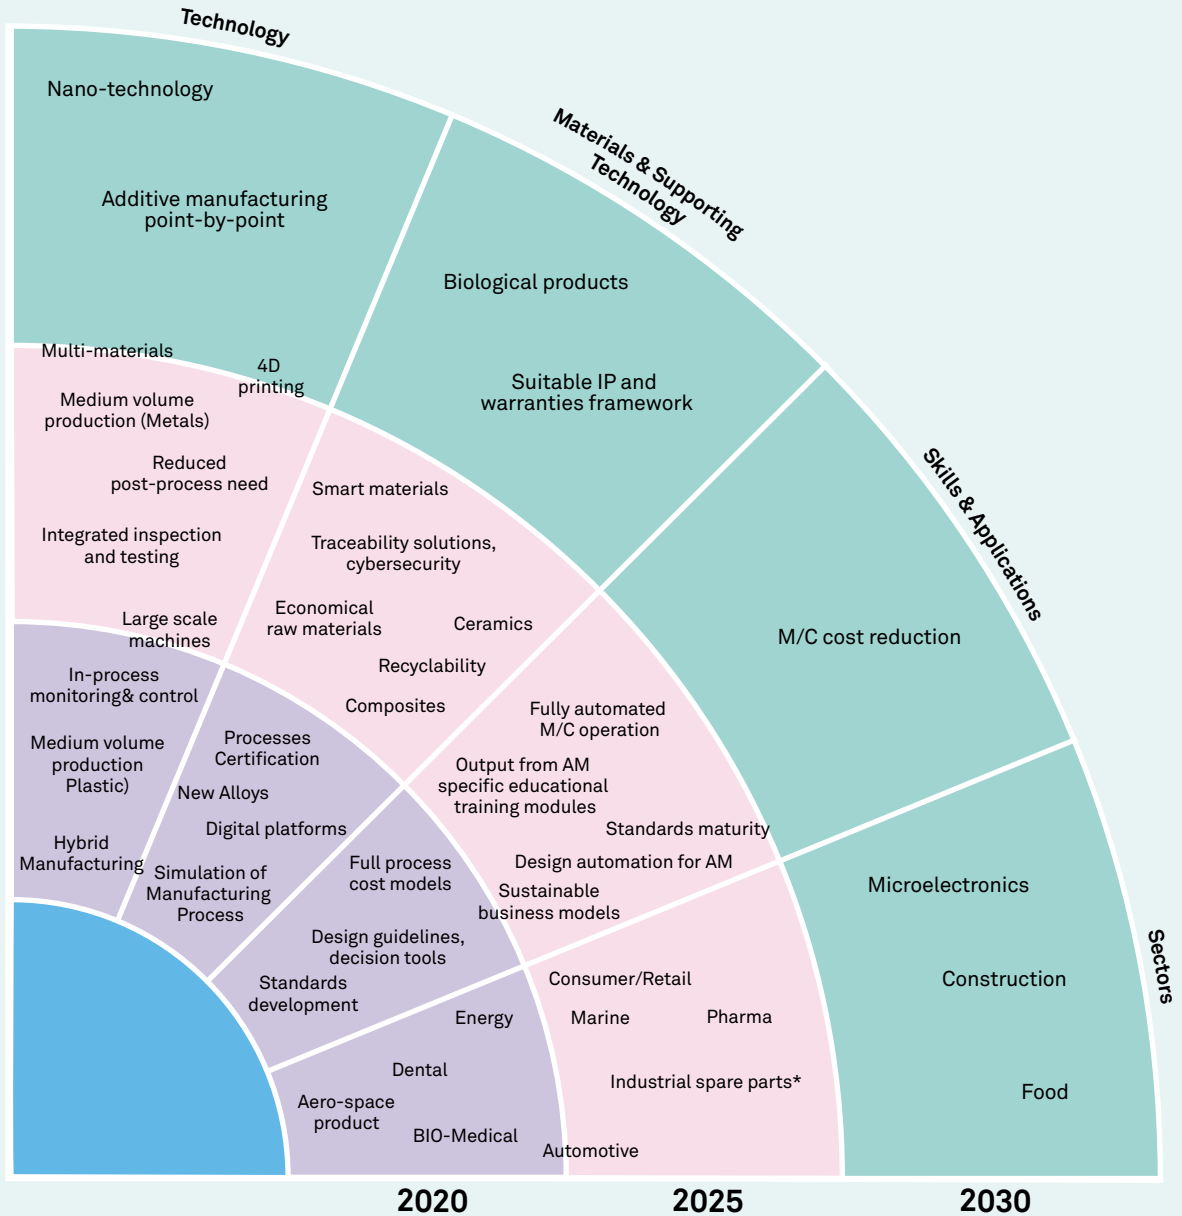 Technology
Nano-technology
Additive manufacturing
point-by-point
Multi-materials
4D
printing
Medium volume
production (Metals)
Reduced
post-process need
Integrated inspection
and testing
Large scale
machines
In-process
monitoring& control
Medium volume
production
Plastic)
Hybrid
Manufacturing
Materials & Supporting
Technology
Biological products
Suitable IP and
warranties framework
Smart materials
Traceability solutions,
cybersecurity
Economical
raw materials
Ceramics
Recyclability
Composites
Processes
Certification
New Alloys
Digital platforms
Simulation of
Manufacturing
Process
Skills & Applications
M/C cost reduction
Fully automated
M/C operation
Output from AM
specific educational
training modules
Standards maturity
Design automation for AM
Sustainable
business models
Full process
cost models
Design guidelines,
decision tools
Standards
development
Sectors
Microelectronics
Construction
Food
Consumer/Retail
Marine
Pharma
Industrial spare parts*
Automotive
Energy
Dental
Aero-space
product
BIO-Medical
2020
2025
2030